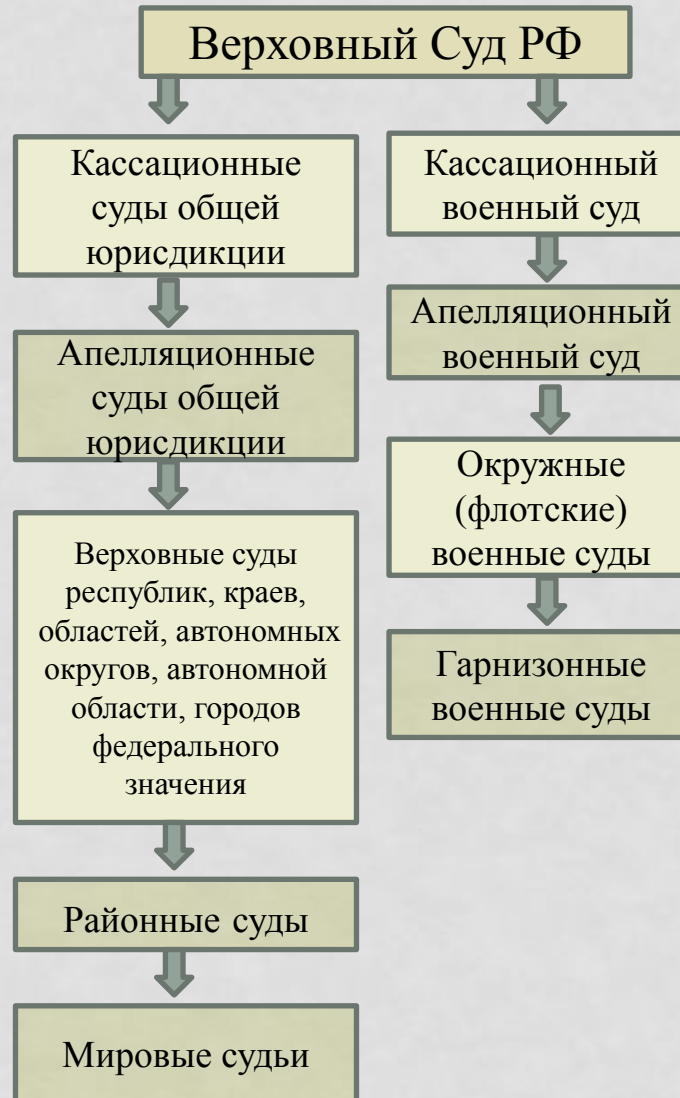 Верховный Суд РФ
Кассационные
суды общей
юрисдикции
Апелляционные
суды общей
юрисдикции
Верховные суды
республик, краев,
областей, автономных
округов, автономной
области, городов
федерального
значения
Районные суды
Мировые судьи
Кассационный
военный суд
Апелляционный
военный суд
Окружные
(флотские)
военные суды
Гарнизонные
военные суды